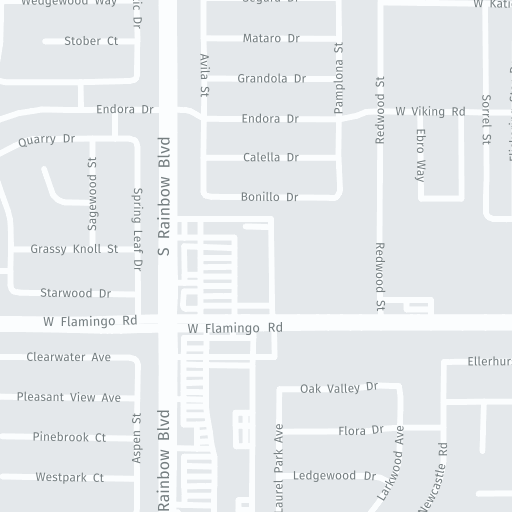 Wedgewood Way
Segura Dr
W Katie
Stober Ct
Mataro Dr
Avila St
Grandola Dr
Pamplona St
Endora Dr
Endora Dr
W Viking Rd
Redwood St
Sorrel St
Quarry Dr
Calella Dr
Ebro Way
Sagewood St
S Rainbow Blvd
Spring Leaf Dr
Bonillo Dr
Grassy Knoll St
Redwood St
Starwood Dr
W Flamingo Rd
W Flamingo Rd
Clearwater Ave
Ellerhurs
Oak Valley Dr
Pleasant View Ave
Aspen St
Rainbow Blvd
Pinebrook Ct
Flora Dr
Laurel Park Ave
Larkwood Ave
Newcastle Rd
Westpark Ct
Ledgewood Dr